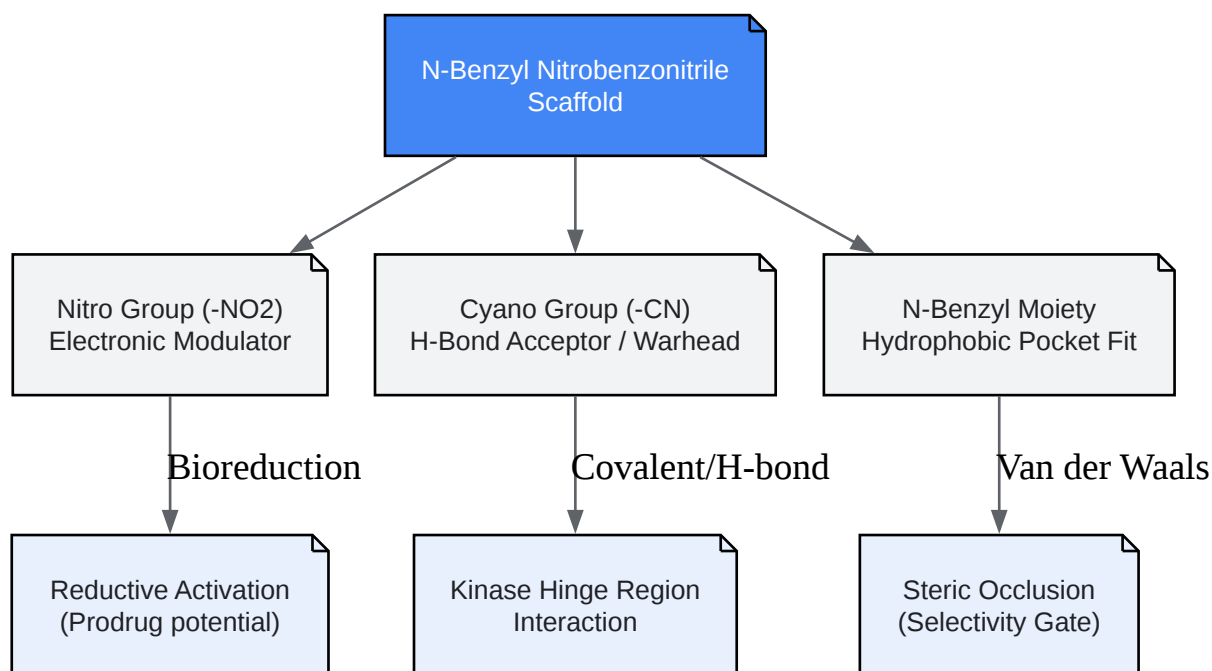 N-Benzyl Nitrobenzonitrile
Scaffold
Nitro Group (-NO2)
Electronic Modulator
Cyano Group (-CN)
H-Bond Acceptor / Warhead
N-Benzyl Moiety
Hydrophobic Pocket Fit
Bioreduction
Covalent/H-bond
Van der Waals
Reductive Activation
(Prodrug potential)
Kinase Hinge Region
Interaction
Steric Occlusion
(Selectivity Gate)